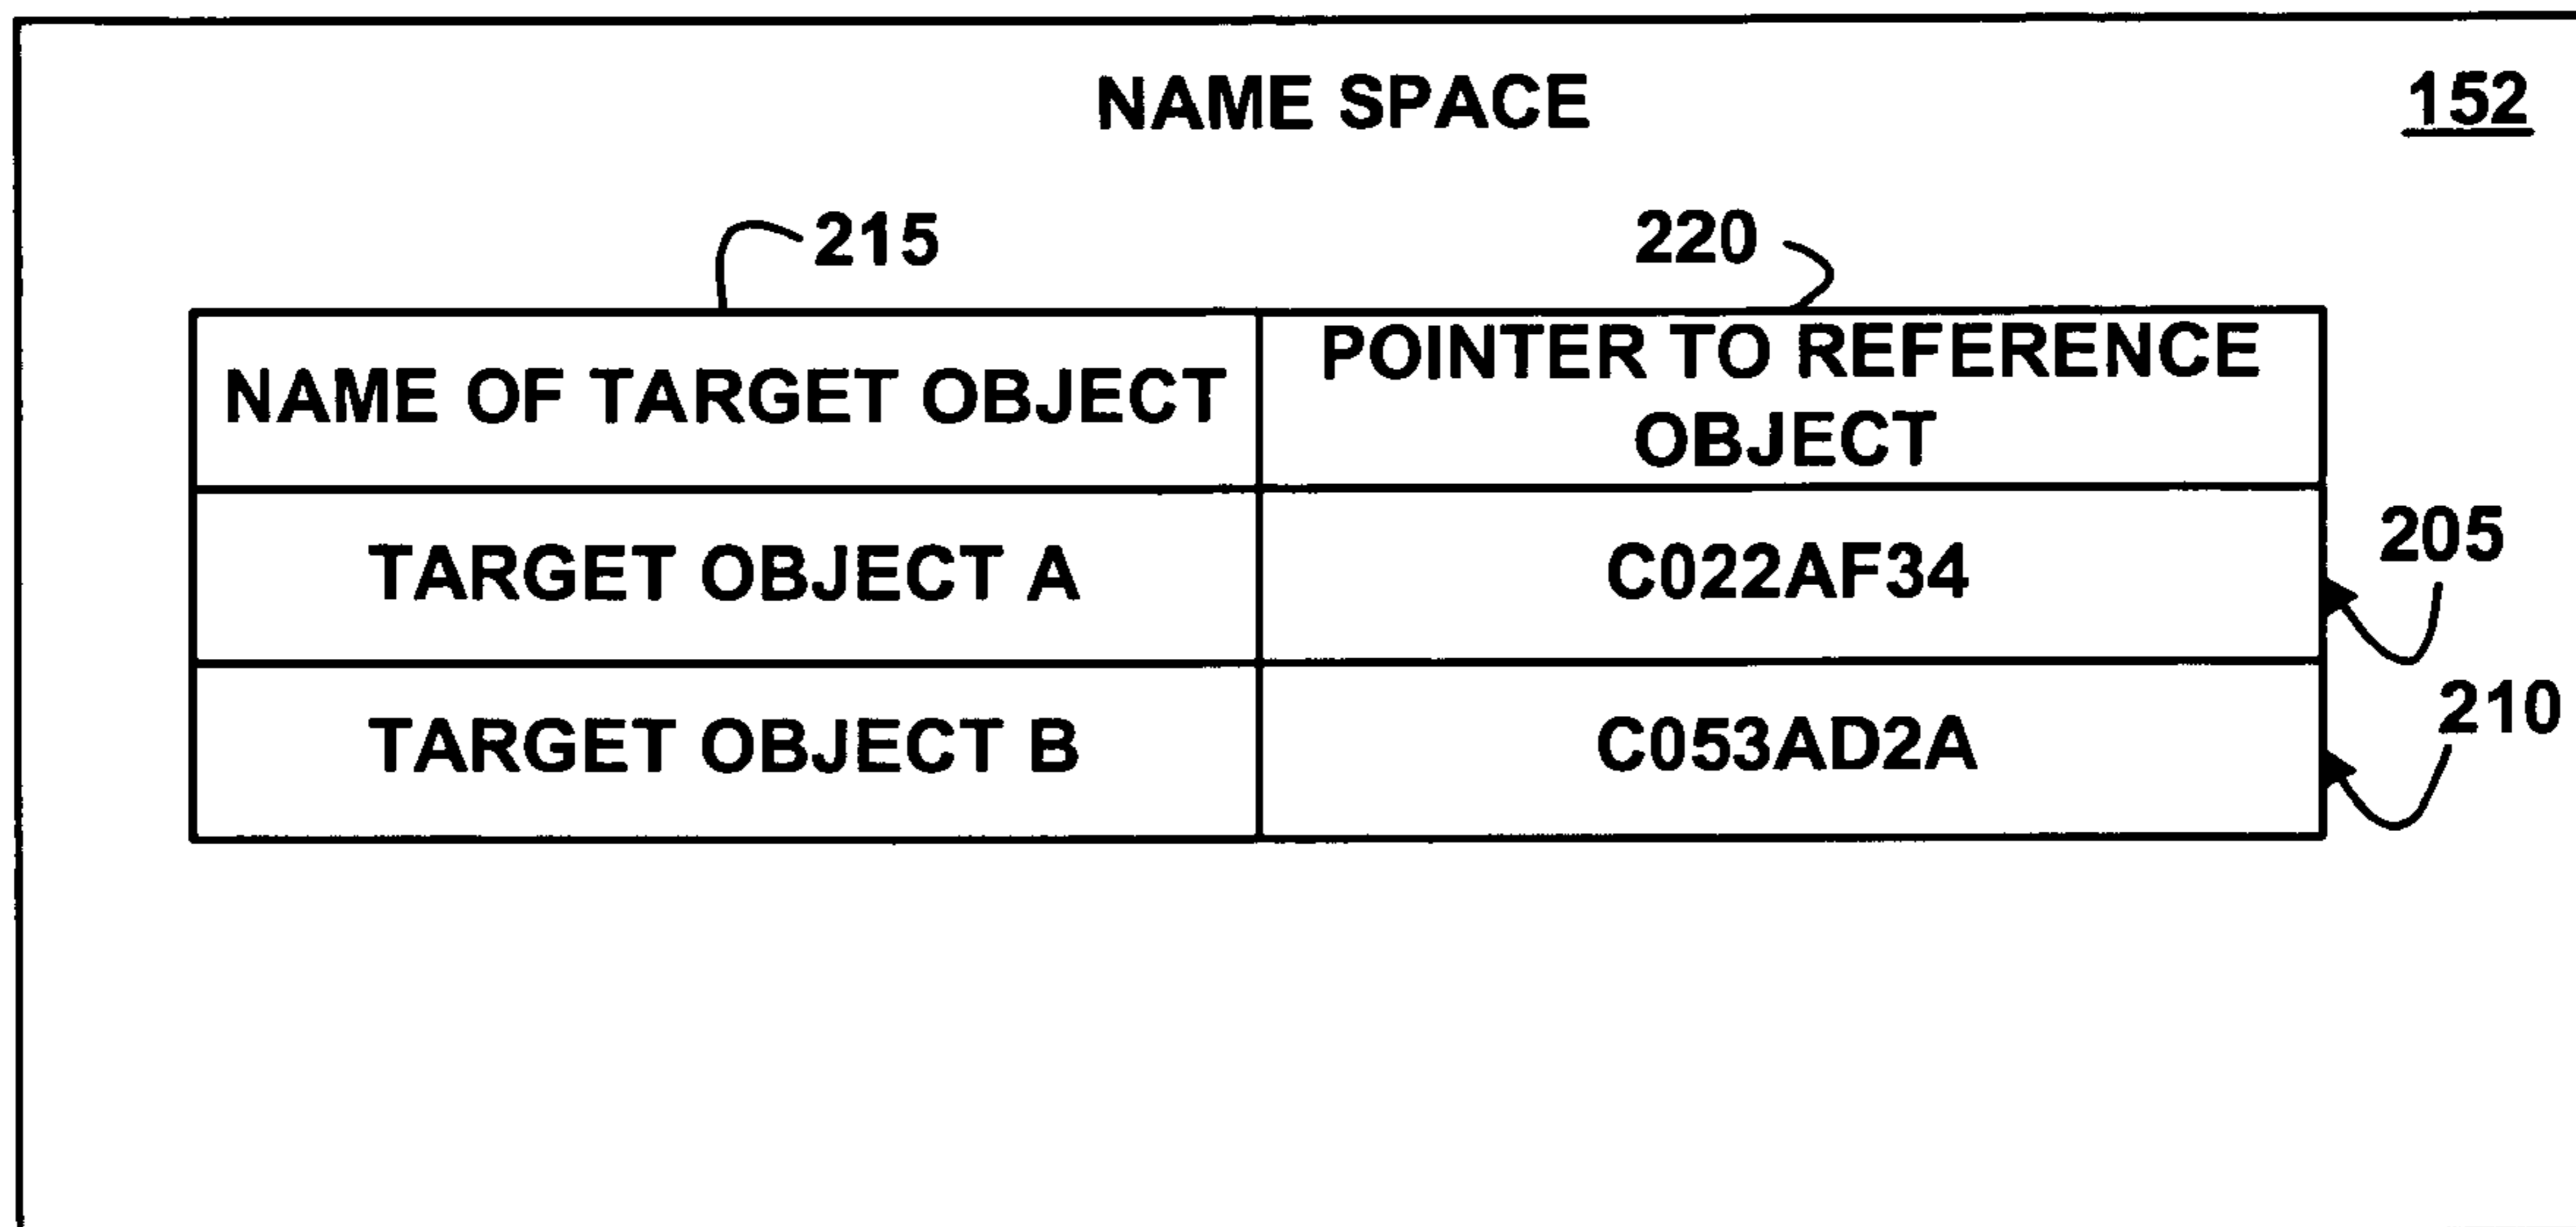 NAME SPACE
152
215
220
NAME OF TARGET OBJECT
POINTER TO REFERENCE
OBJECT
TARGET OBJECT A
C022AF34
205
TARGET OBJECT B
C053AD2A
210